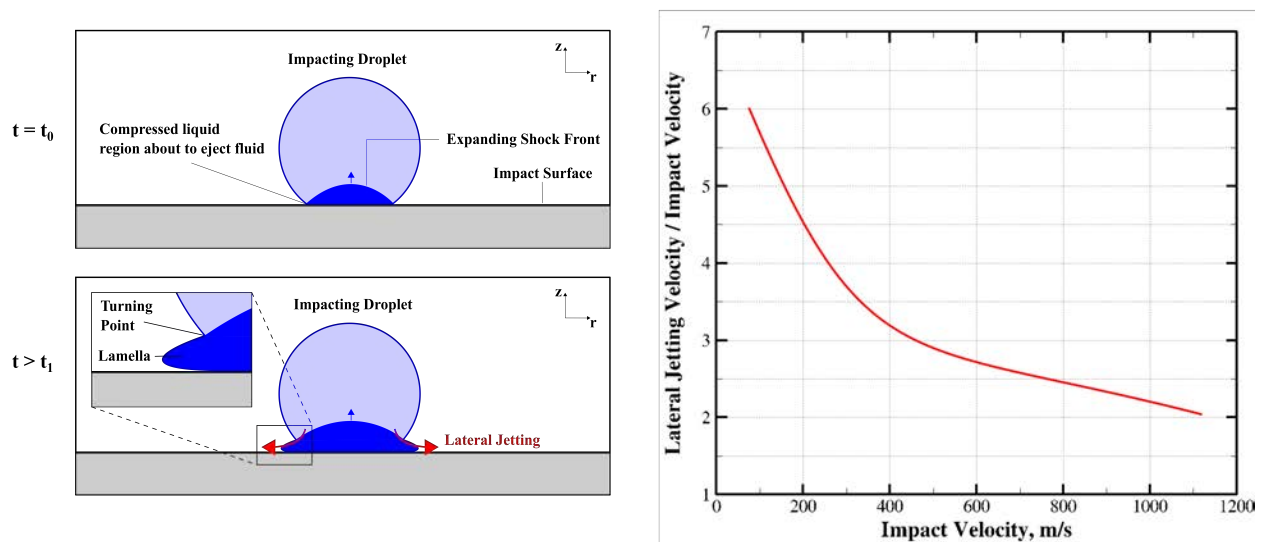 t = t0
Impacting Droplet
z
r
Compressed liquid
region about to eject fluid
Expanding Shock Front
Impact Surface
t > t1
Impacting Droplet
z
r
Turning
Point
Lamella
Lateral Jetting
Lateral Jetting Velocity / Impact Velocity
7
6
5
4
3
2
1
0
200
400
600
800
1000
1200
Impact Velocity, m/s